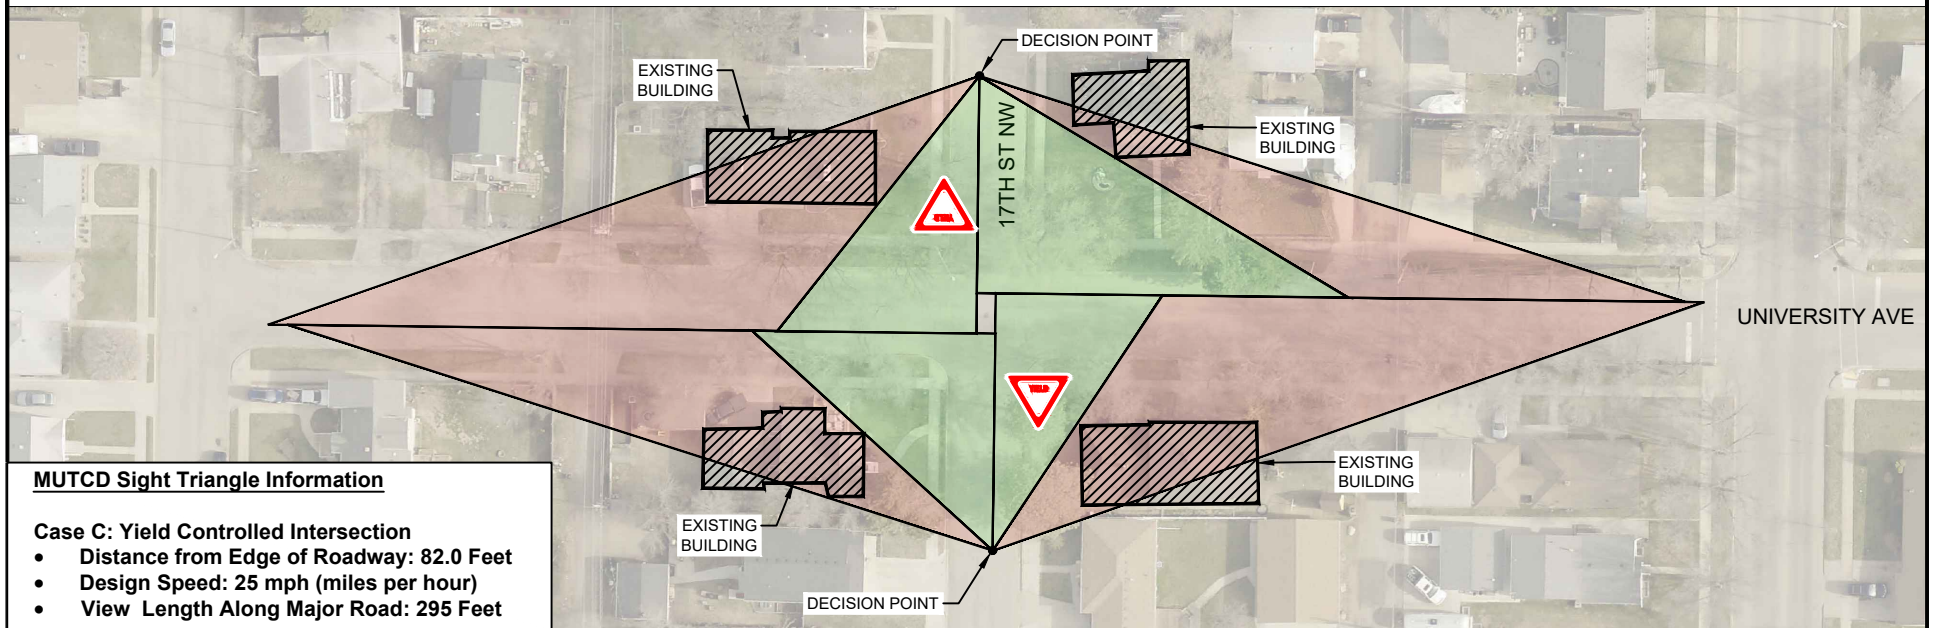 DECISION POINT
EXISTING
BUILDING
17TH ST NW
EXISTING
BUILDING
YIELD
UNIVERSITY AVE
YIELD
EXISTING
BUILDING
MUTCD Sight Triangle Information
Case C: Yield Controlled Intersection
• Distance from Edge of Roadway: 82.0 Feet
• Design Speed: 25 mph (miles per hour)
• View Length Along Major Road: 295 Feet
EXISTING
BUILDING
DECISION POINT